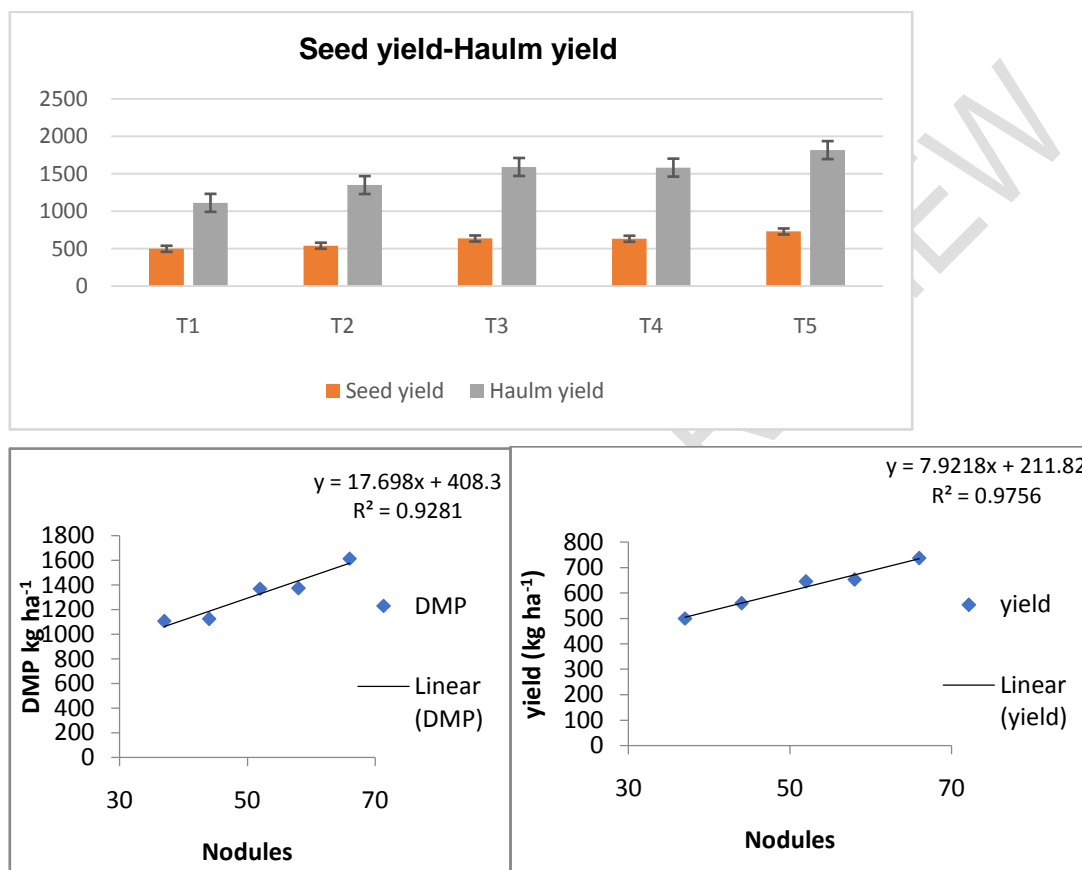 Seed yield-Haulm yield
2500
2000
1500
1000
500
0
T1 T2 T3 T4 T5
Seed yield Haulm yield
y = 17.698x + 408.3
R² = 0.9281
DMP kg ha⁻¹
1800
1600
1400
1200
1000
800
600
400
200
0
30 50 70
Nodules
DMP
Linear
(DMP)
y = 7.9218x + 211.82
R² = 0.9756
yield (kg ha⁻¹)
800
700
600
500
400
300
200
100
0
30 50 70
Nodules
yield
Linear
(yield)